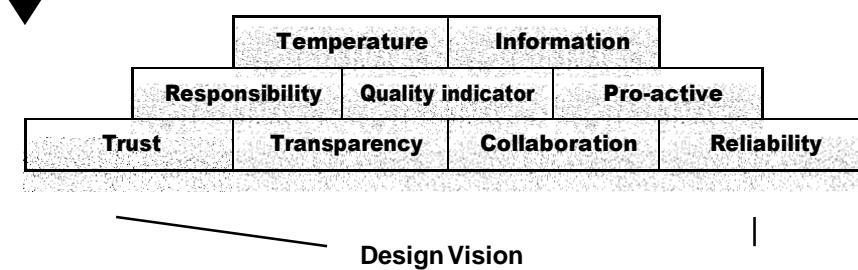 Temperature Information
Responsibility Quality indicator Pro-active
Trust Transparency Collaboration Reliability
Design Vision